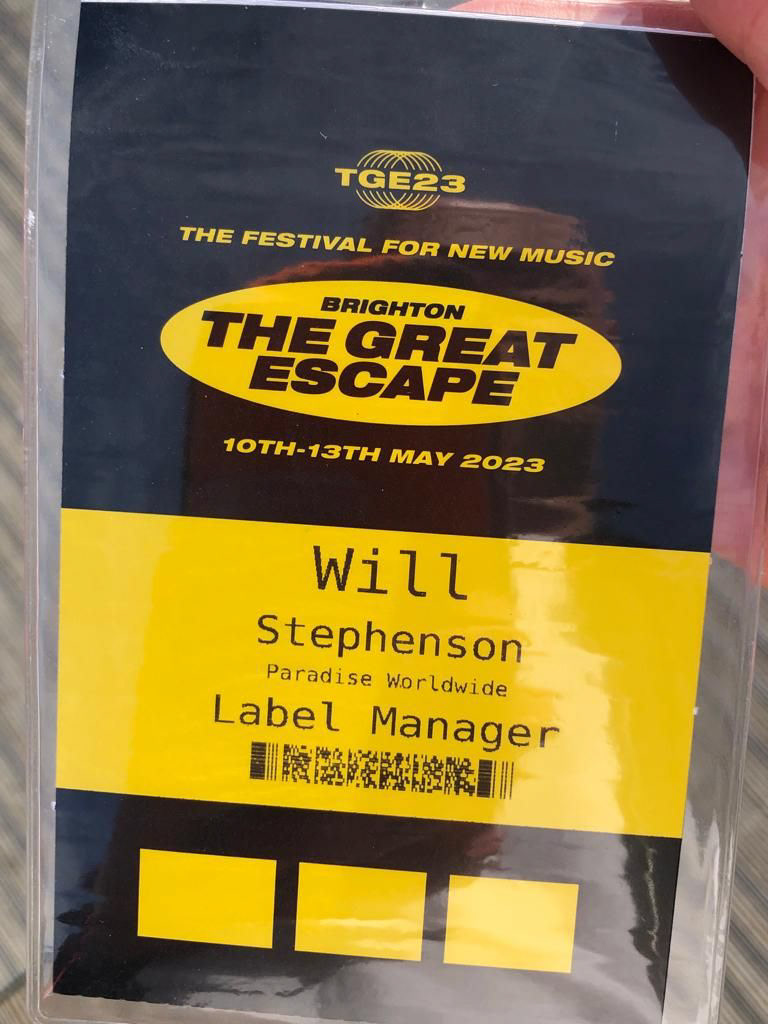 TGE23
THE FESTIVAL FOR NEW MUSIC
BRIGHTON
THE GREAT
ESCAPE
10TH-13TH MAY 2023
Will
Stephenson
Paradise Worldwide
Label Manager